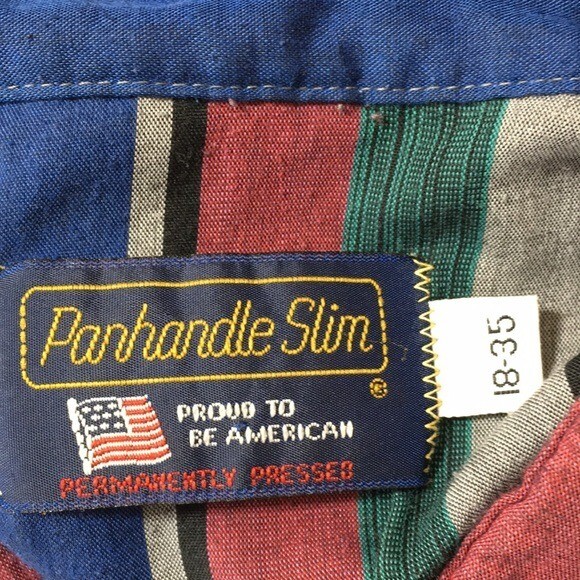 Panhandle Slim
®
PROUD TO
BE AMERICAN
PERMANENTLY PRESSED
18-35